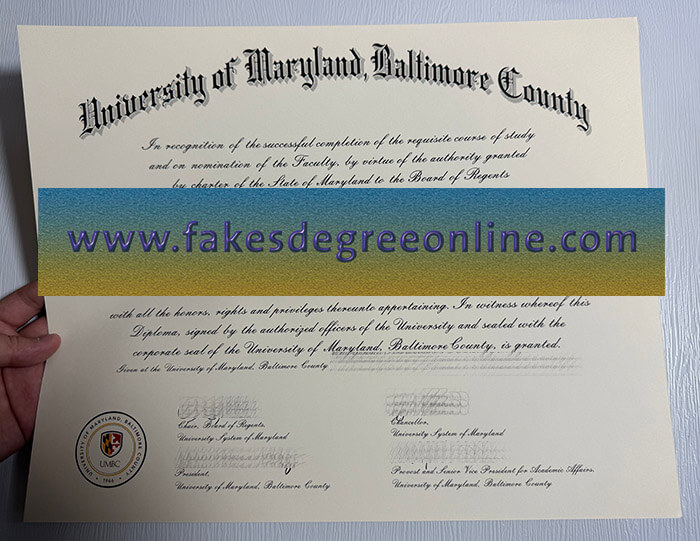 University of Maryland, Baltimore County
In recognition of the successful completion of the requisite course of study
and on nomination of the Faculty, by virtue of the authority granted
by charter of the State of Maryland to the Board of Regents
www.fakesdegreeonline.com
with all the honors, rights and privileges thereunto appertaining. In witness whereof this
Diploma, signed by the authorized officers of the University and sealed with the
corporate seal of the University of Maryland, Baltimore County, is granted.
Given at the University of Maryland, Baltimore County
Chair, Board of Regents,
University System of Maryland
Chancellor,
University System of Maryland
President,
University of Maryland, Baltimore County
Provost and Senior Vice President for Academic Affairs,
University of Maryland, Baltimore County
UNIVERSITY OF MARYLAND, BALTIMORE COUNTY
UMBC
1966